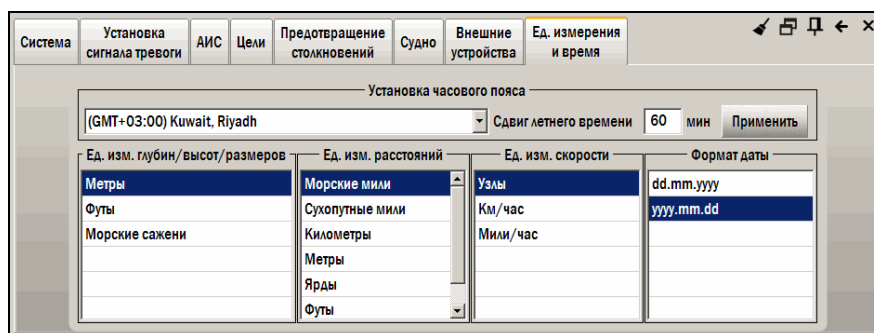 Система
Установка сигнала тревоги
АИС
Цели
Предотвращение столкновений
Судно
Внешние устройства
Ед. измерения и время
Установка часового пояса
(GMT+03:00) Kuwait, Riyadh
Сдвиг летнего времени 60 мин Применить
Ед. изм. глубин/высот/размеров
Метры
Футы
Морские сажени
Ед. изм. расстояний
Морские мили
Сухопутные мили
Километры
Метры
Ярды
Футы
Ед. изм. скорости
Узлы
Км/час
Мили/час
Формат даты
dd.mm.yyyy
yyyy.mm.dd